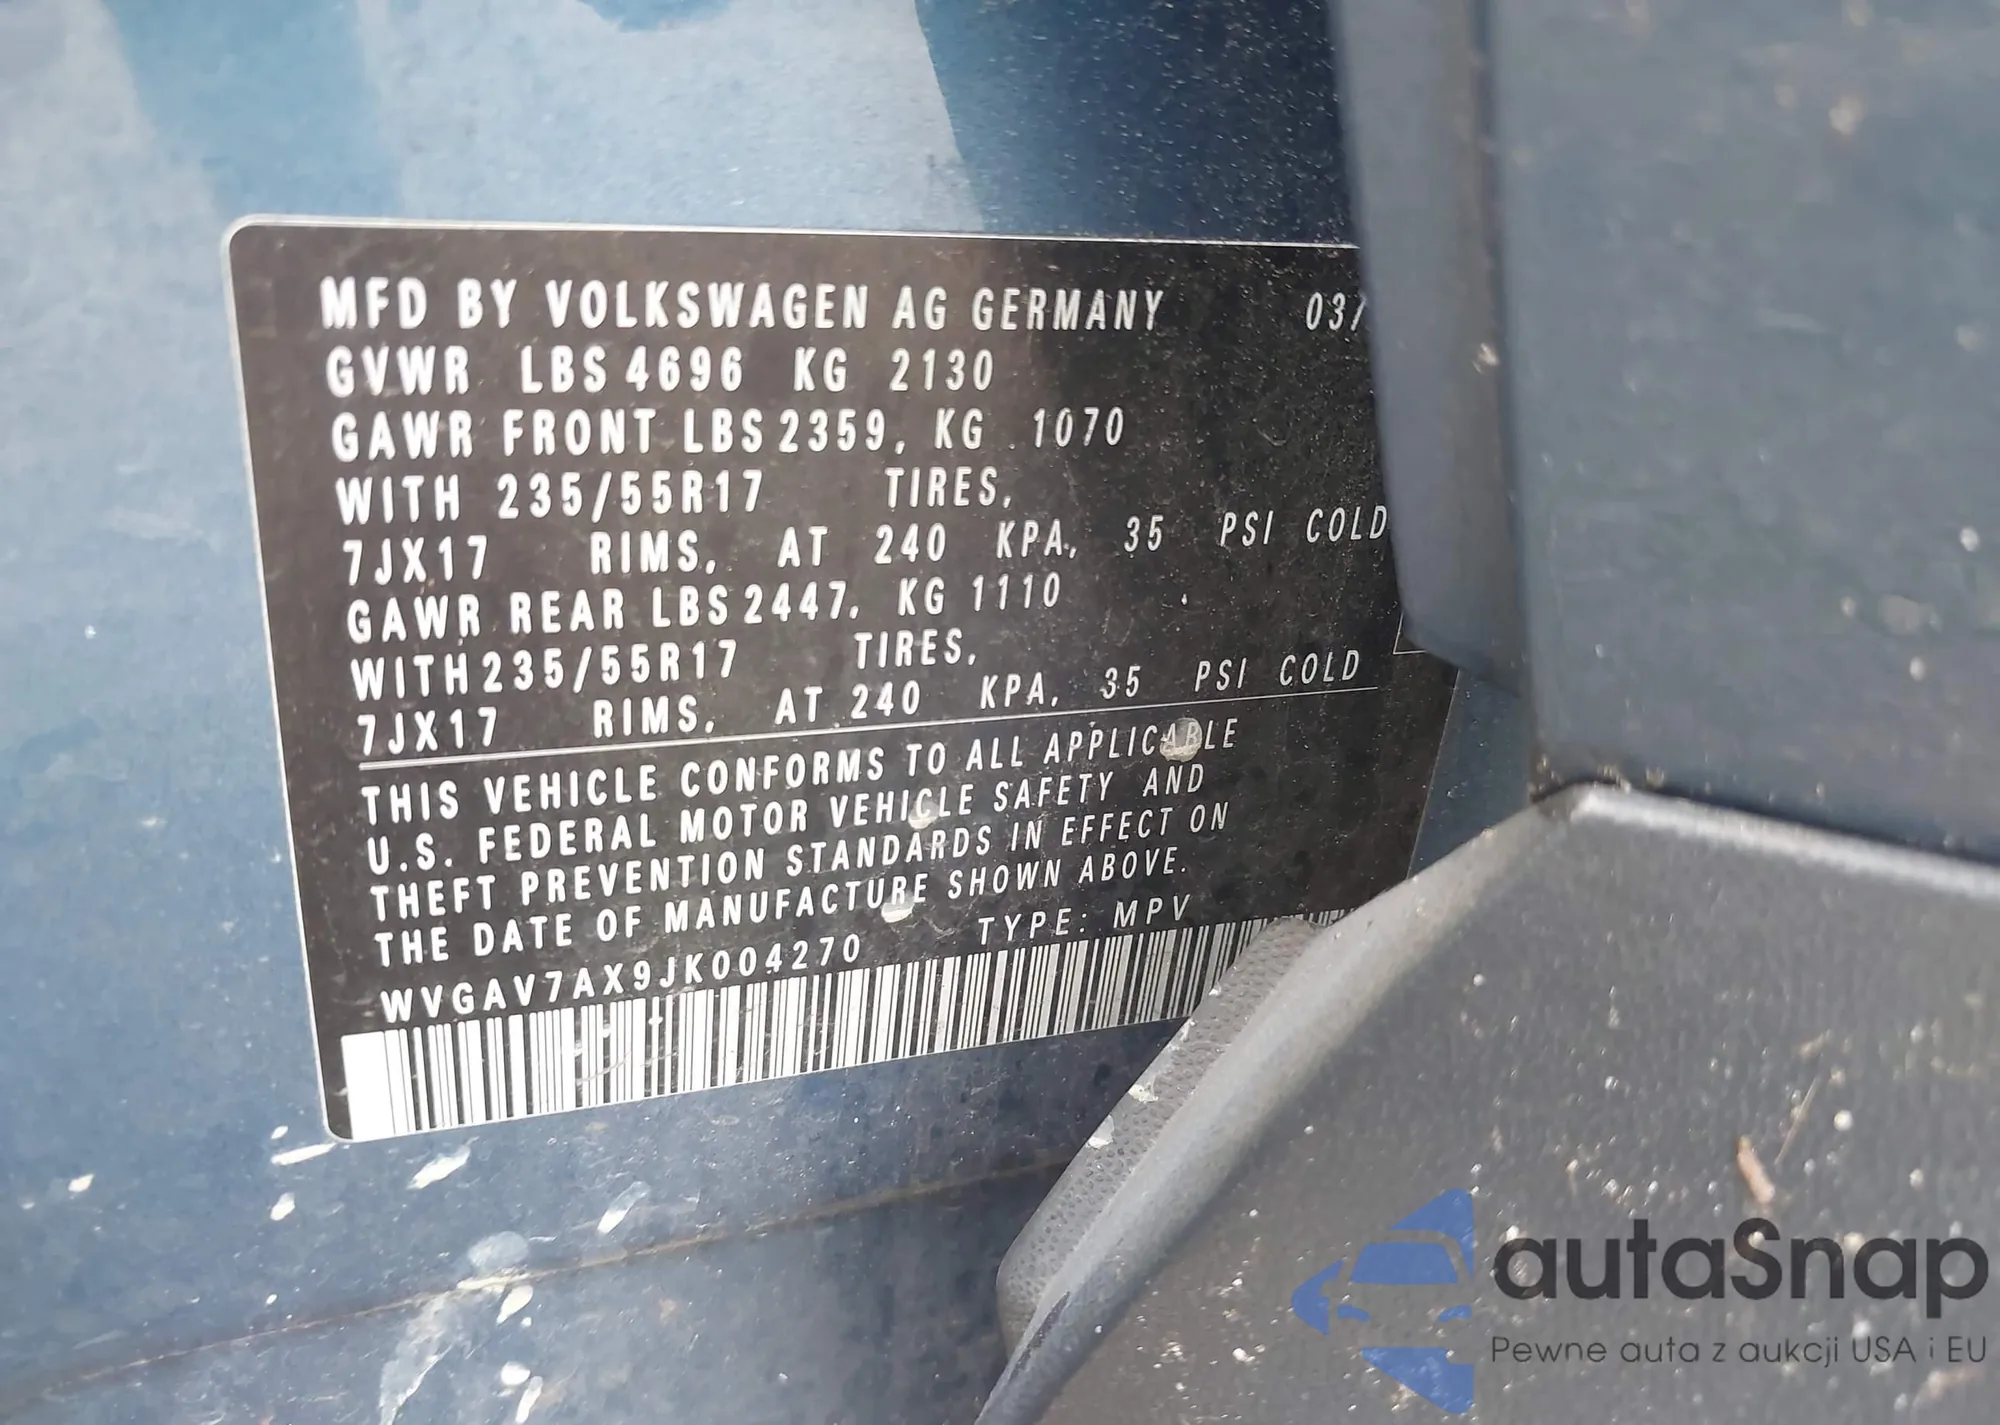 MFD BY VOLKSWAGEN AG GERMANY 03/
GVWR LBS 4696 KG 2130
GAWR FRONT LBS 2359, KG 1070
WITH 235/55R17 TIRES,
7JX17 RIMS, AT 240 KPA, 35 PSI COLD
GAWR REAR LBS 2447, KG 1110
WITH 235/55R17 TIRES,
7JX17 RIMS, AT 240 KPA, 35 PSI COLD
THIS VEHICLE CONFORMS TO ALL APPLICABLE
U.S. FEDERAL MOTOR VEHICLE SAFETY AND
THEFT PREVENTION STANDARDS IN EFFECT ON
THE DATE OF MANUFACTURE SHOWN ABOVE.
WVGAV7AX9JK004270 TYPE: MPV
autaSnap
Pewne auta z aukcji USA i EU